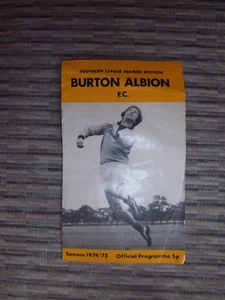 SOUTHERN LEAGUE PREMIER DIVISION
BURTON ALBION
F.C.
Season 1974/75 Official Programme 5p